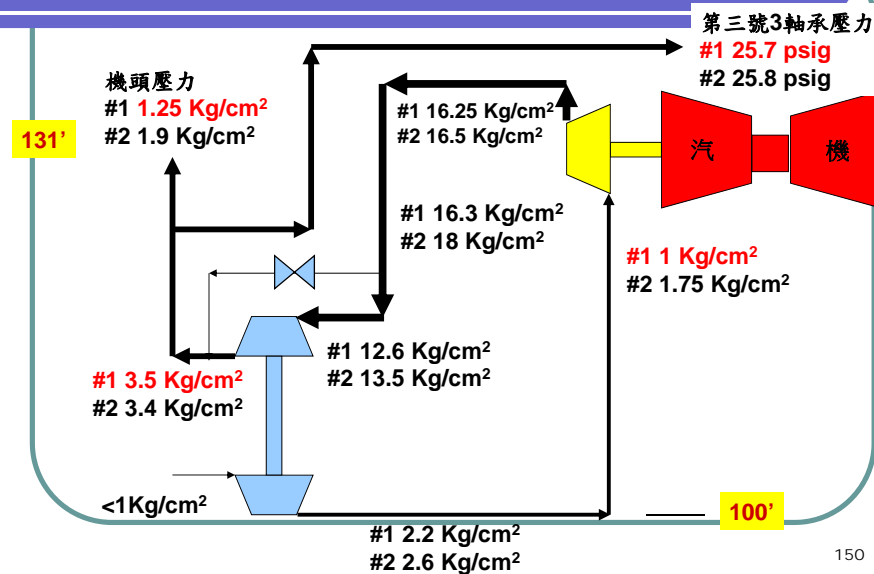 第三號3軸承壓力
#1 25.7 psig
#2 25.8 psig
機頭壓力
#1 1.25 Kg/cm²
#2 1.9 Kg/cm²
131’
#1 16.25 Kg/cm²
#2 16.5 Kg/cm²
汽
機
#1 16.3 Kg/cm²
#2 18 Kg/cm²
#1 1 Kg/cm²
#2 1.75 Kg/cm²
#1 12.6 Kg/cm²
#2 13.5 Kg/cm²
#1 3.5 Kg/cm²
#2 3.4 Kg/cm²
<1Kg/cm²
100’
#1 2.2 Kg/cm²
#2 2.6 Kg/cm²
150